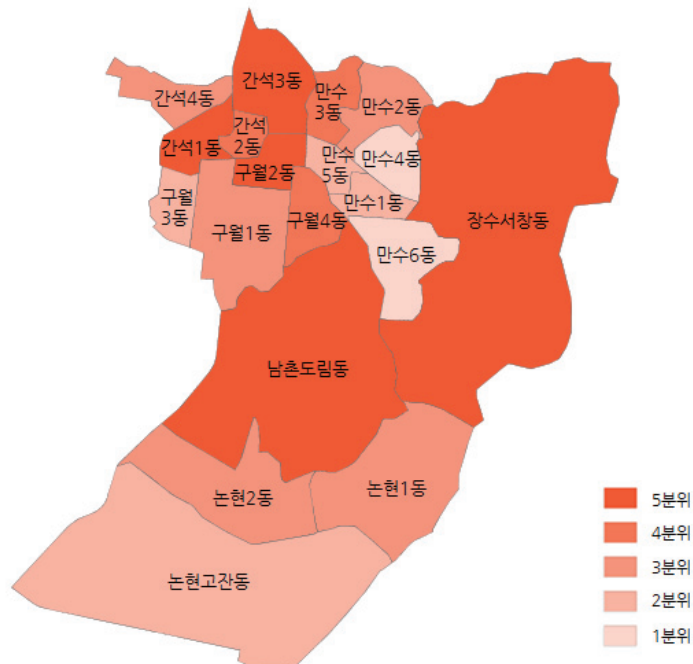 간석3동
간석4동
만수
3동
만수2동
간석
2동
간석1동
만수
5동
만수4동
구월2동
구월
3동
만수1동
구월4동
구월1동
장수서창동
만수6동
남촌도림동
논현2동
논현1동
논현고잔동
5분위
4분위
3분위
2분위
1분위